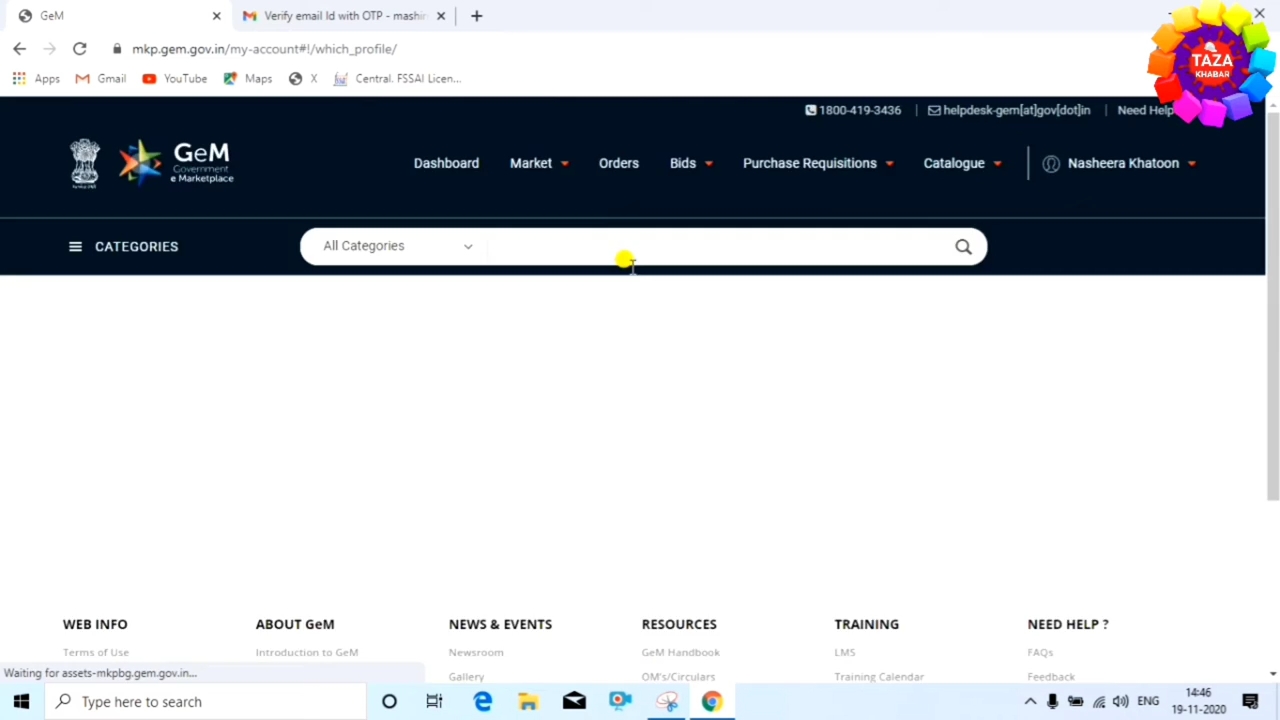 GeM
Verify email Id with OTP - mashir
mkp.gem.gov.in/my-account#!/which_profile/
Apps
Gmail
YouTube
Maps
X
Central. FSSAI Licen...
TAZA
KHABAR
1800-419-3436
helpdesk-gem[at]gov[dot]in
Need Help
GeM
Government
e Marketplace
Dashboard
Market
Orders
Bids
Purchase Requisitions
Catalogue
Nasheera Khatoon
CATEGORIES
All Categories
WEB INFO
ABOUT GeM
NEWS & EVENTS
RESOURCES
TRAINING
NEED HELP ?
Terms of Use
Introduction to GeM
Newsroom
GeM Handbook
LMS
FAQs
Gallery
OM's/Circulars
Training Calendar
Feedback
Waiting for assets-mkpbg.gem.gov.in...
Type here to search
ENG
14:46
19-11-2020